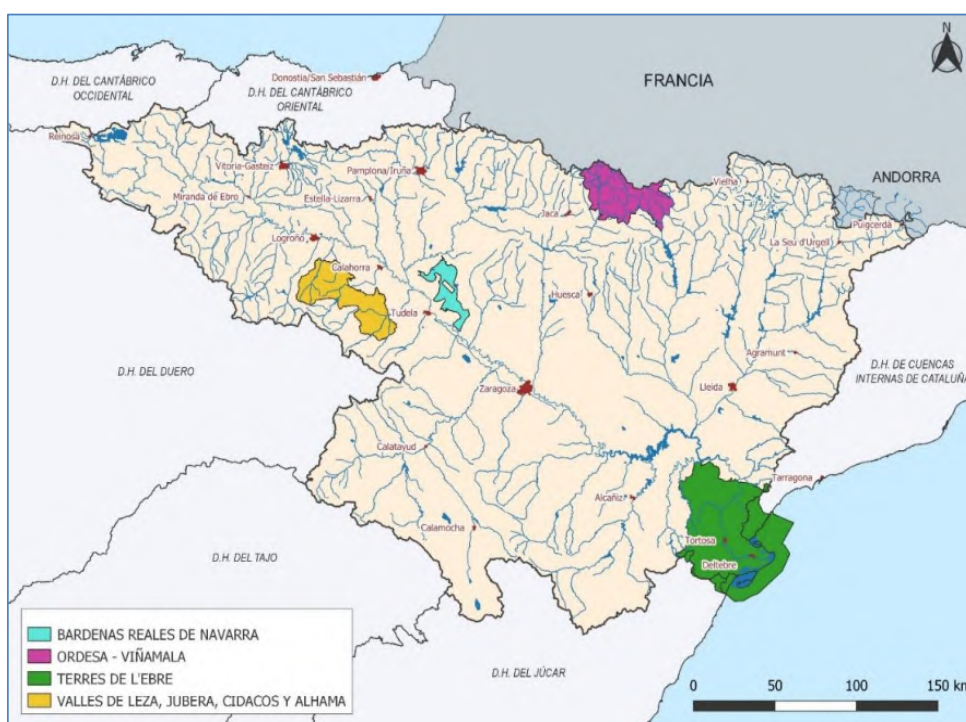 N
D.H. DEL CANTÁBRICO
OCCIDENTAL
Donostia/San Sebastián
D.H. DEL CANTÁBRICO
ORIENTAL
FRANCIA
Reinosa
Vitoria-Gasteiz
Pamplona/Iruña
Vielha
ANDORRA
Miranda de Ebro
Estella-Lizarra
Jaca
Puigcerdá
La Seu d'Urgell
Logroño
Calahorra
Huesca
Tudela
Agramunt
D.H. DEL DUERO
D.H. DE CUENCAS
INTERNAS DE CATALUÑA
Zaragoza
Lleida
Calatayud
Tarragona
Alcañiz
Calamocha
Tortosa
Deltebre
D.H. DEL TAJO
D.H. DEL JÚCAR
BARDENAS REALES DE NAVARRA
ORDESA - VIÑAMALA
TERRES DE L'EBRE
VALLES DE LEZA, JUBERA, CIDACOS Y ALHAMA
0 50 100 150 km